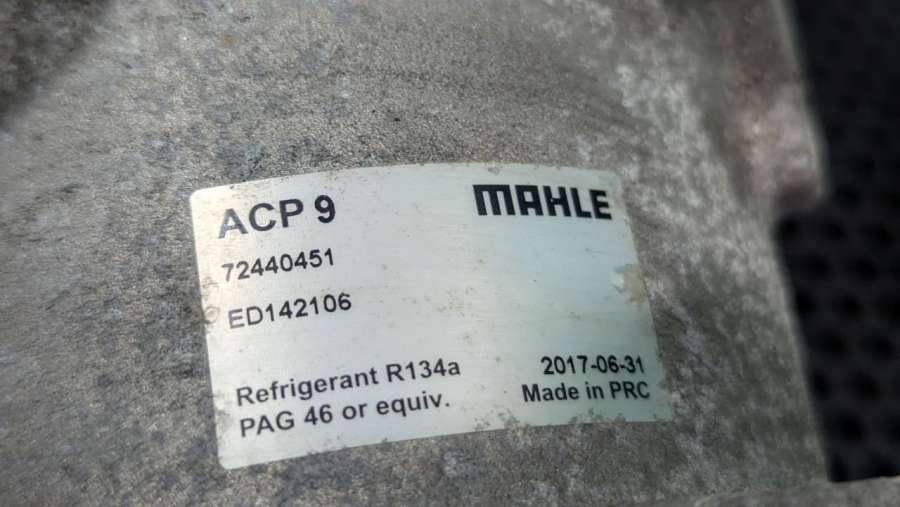 ACP 9
MAHLE
72440451
ED142106
Refrigerant R134a
PAG 46 or equiv.
2017-06-31
Made in PRC